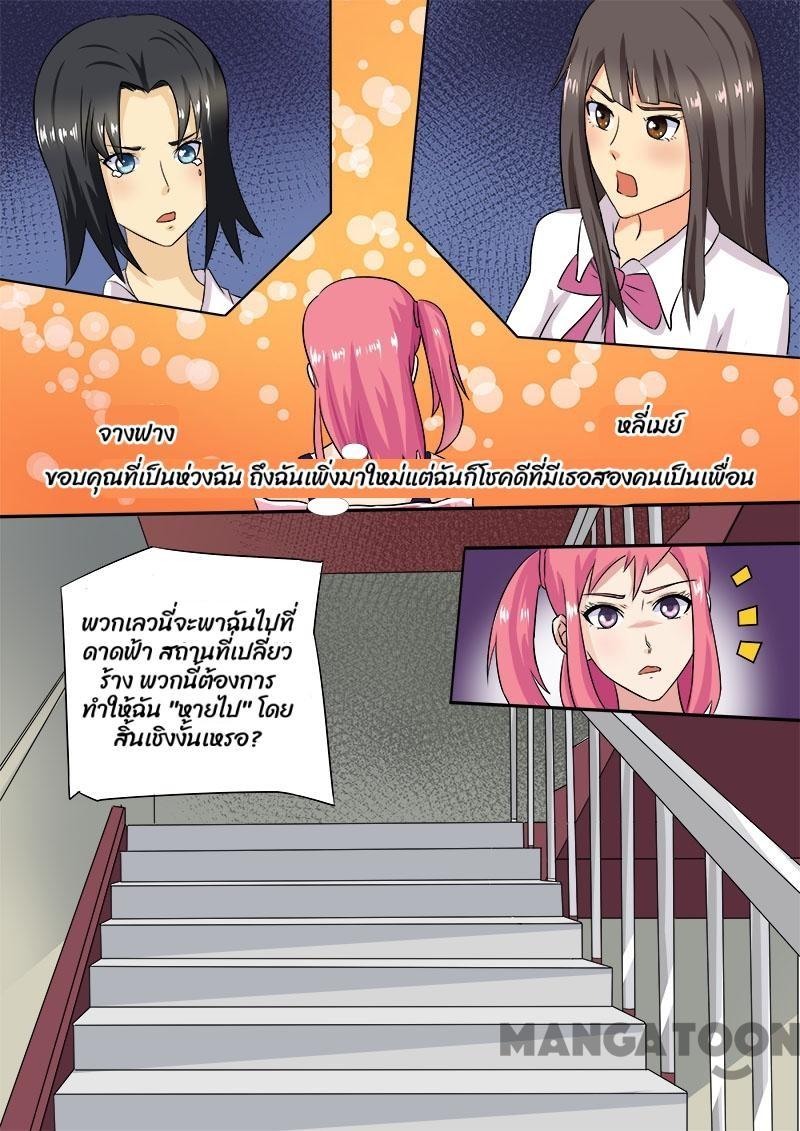 จางฟาง
หลี่เมย์
ขอบคุณที่เป็นห่วงฉัน ถึงฉันเพิ่งมาใหม่แต่ฉันก็โชคดีที่มีเธอสองคนเป็นเพื่อน
พวกเลวนี่จะพาฉันไปที่
ดาดฟ้า สถานที่เปลี่ยว
ร้าง พวกนี้ต้องการ
ทำให้ฉัน "หายไป" โดย
สิ้นเชิงงั้นเหรอ?
MANGATOON